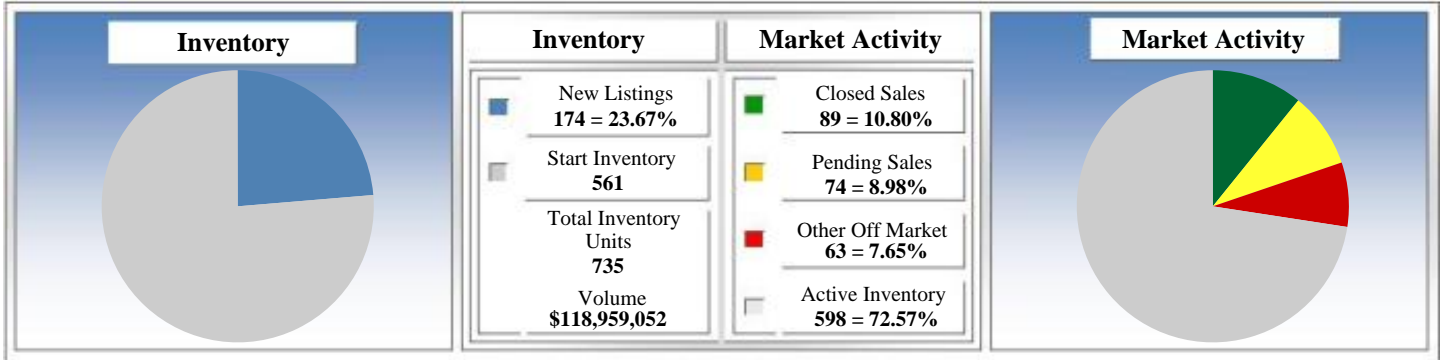 Inventory
Inventory
Market Activity
New Listings
174 = 23.67%
Start Inventory
561
Total Inventory
Units
735
Volume
$118,959,052
Closed Sales
89 = 10.80%
Pending Sales
74 = 8.98%
Other Off Market
63 = 7.65%
Active Inventory
598 = 72.57%
Market Activity